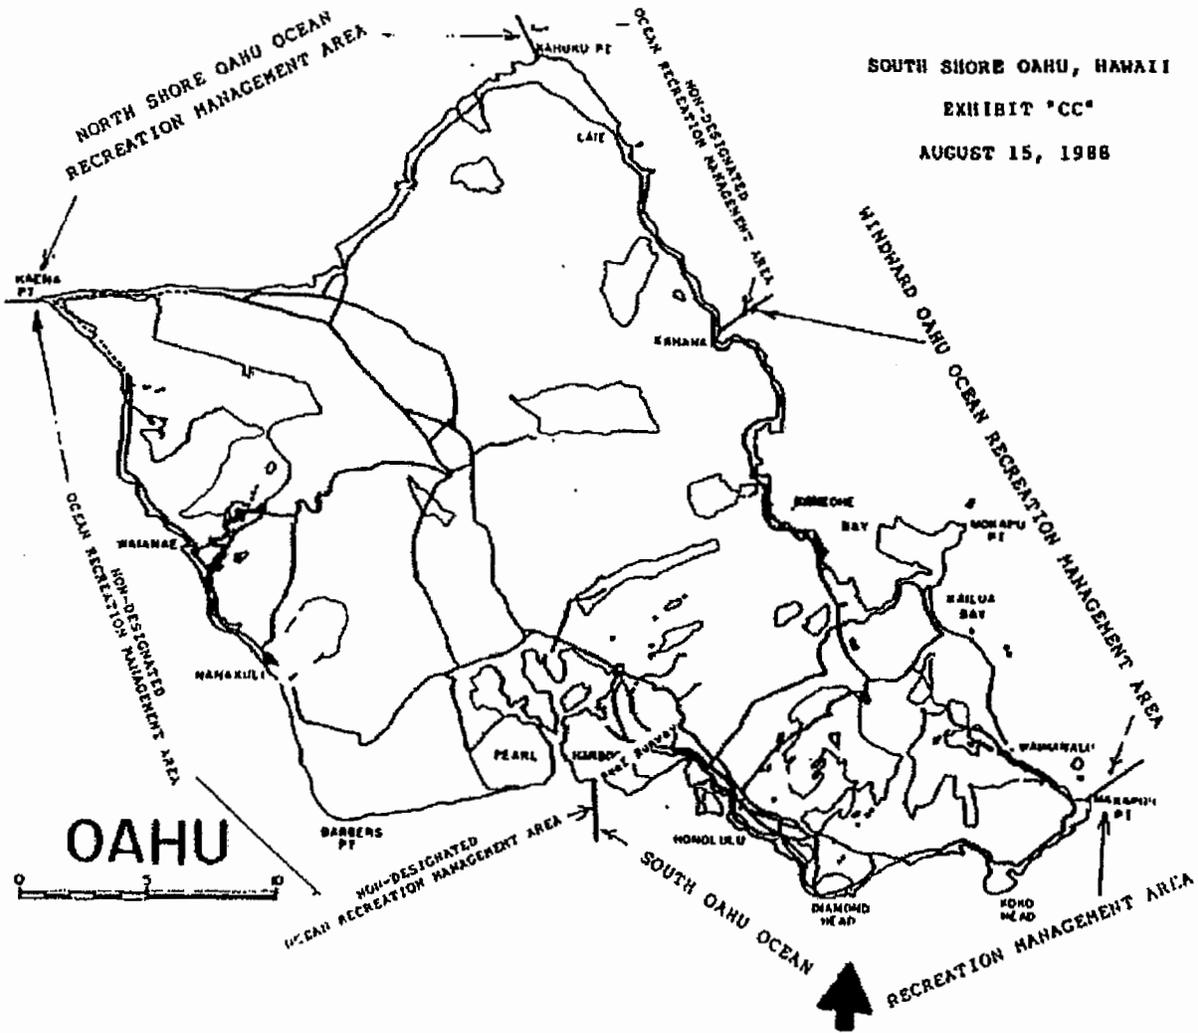 SOUTH SHORE OAHU, HAWAII
EXHIBIT "CC"
AUGUST 15, 1988
NORTH SHORE OAHU OCEAN
RECREATION MANAGEMENT AREA
NON-DESIGNATED
OCEAN RECREATION MANAGEMENT AREA
WINDWARD OAHU OCEAN RECREATION MANAGEMENT AREA
KAHUKU PT
LAIE
KAENA
PT
KAHANA
KANEOHE
BAY
MOKAPU
PT
KAILUA
BAY
WAIANAE
NON-DESIGNATED
OCEAN RECREATION MANAGEMENT AREA
NANAKULI
WAIMANALO
MAKAPUU
PT
PEARL
HARBOR
REEF RUNWAY
HONOLULU
BARBERS
PT
DIAMOND
HEAD
KOKO
HEAD
OAHU
0 5 10
NON-DESIGNATED
OCEAN RECREATION MANAGEMENT AREA
SOUTH OAHU OCEAN
RECREATION MANAGEMENT AREA